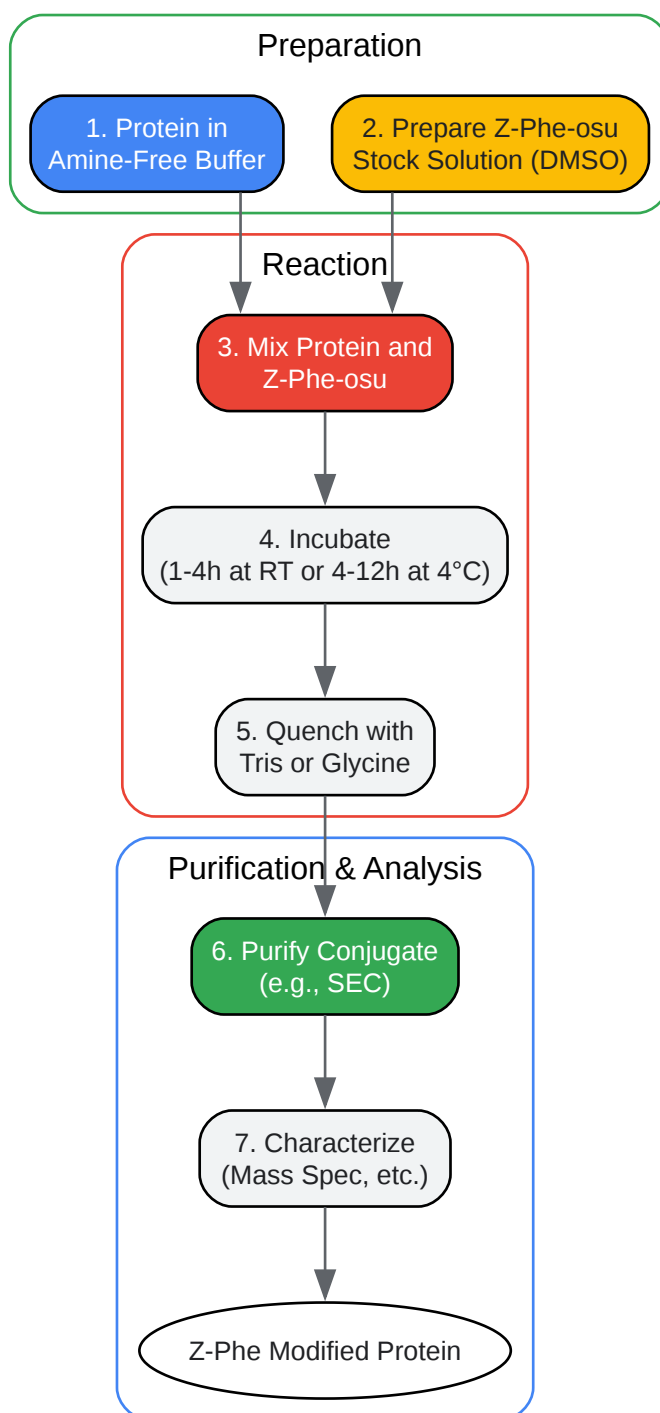 Preparation
1. Protein in
Amine-Free Buffer
2. Prepare Z-Phe-osu
Stock Solution (DMSO)
Reaction
3. Mix Protein and
Z-Phe-osu
4. Incubate
(1-4h at RT or 4-12h at 4°C)
5. Quench with
Tris or Glycine
Purification & Analysis
6. Purify Conjugate
(e.g., SEC)
7. Characterize
(Mass Spec, etc.)
Z-Phe Modified Protein